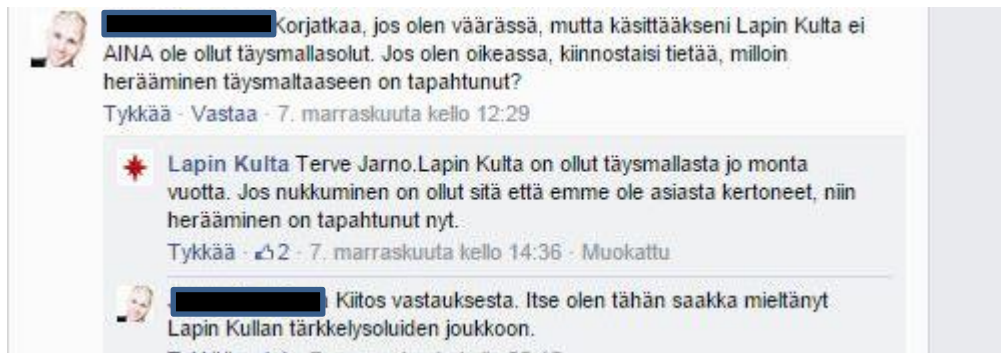 Korjatkaa, jos olen väärässä, mutta käsittääkseni Lapin Kulta ei
AINA ole ollut täysmallasolut. Jos olen oikeassa, kiinnostaisi tietää, milloin
herääminen täysmaltaaseen on tapahtunut?
Tykkää · Vastaa · 7. marraskuuta kello 12:29
Lapin Kulta Terve Jarno.Lapin Kulta on ollut täysmallasta jo monta
vuotta. Jos nukkuminen on ollut sitä että emme ole asiasta kertoneet, niin
herääminen on tapahtunut nyt.
Tykkää · 2 · 7. marraskuuta kello 14:36 · Muokattu
Kiitos vastauksesta. Itse olen tähän saakka mieltänyt
Lapin Kullan tärkkelysoluiden joukkoon.